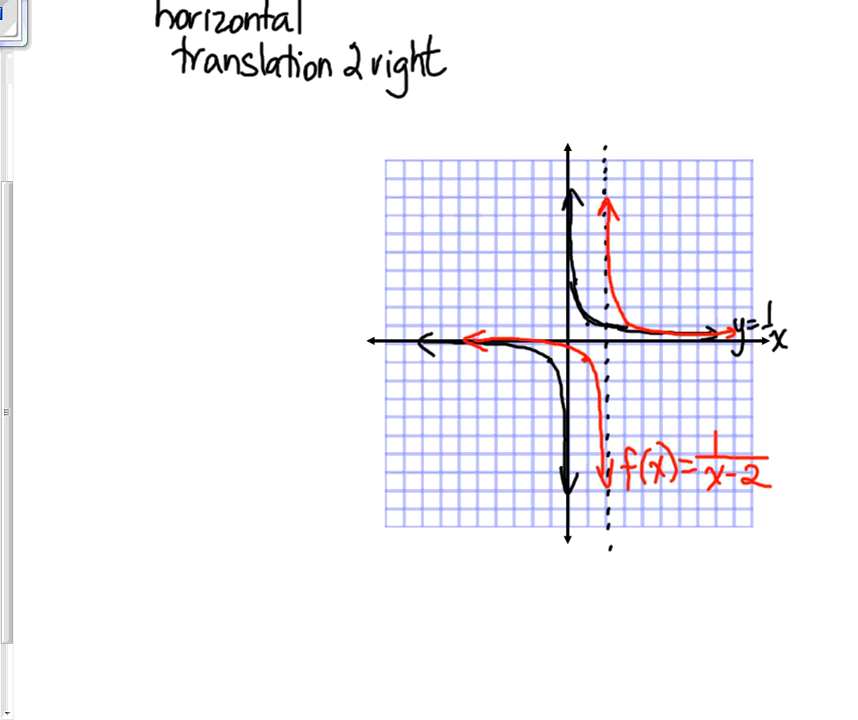 horizontal
translation 2 right
y=1/x
f(x)=1/(x-2)